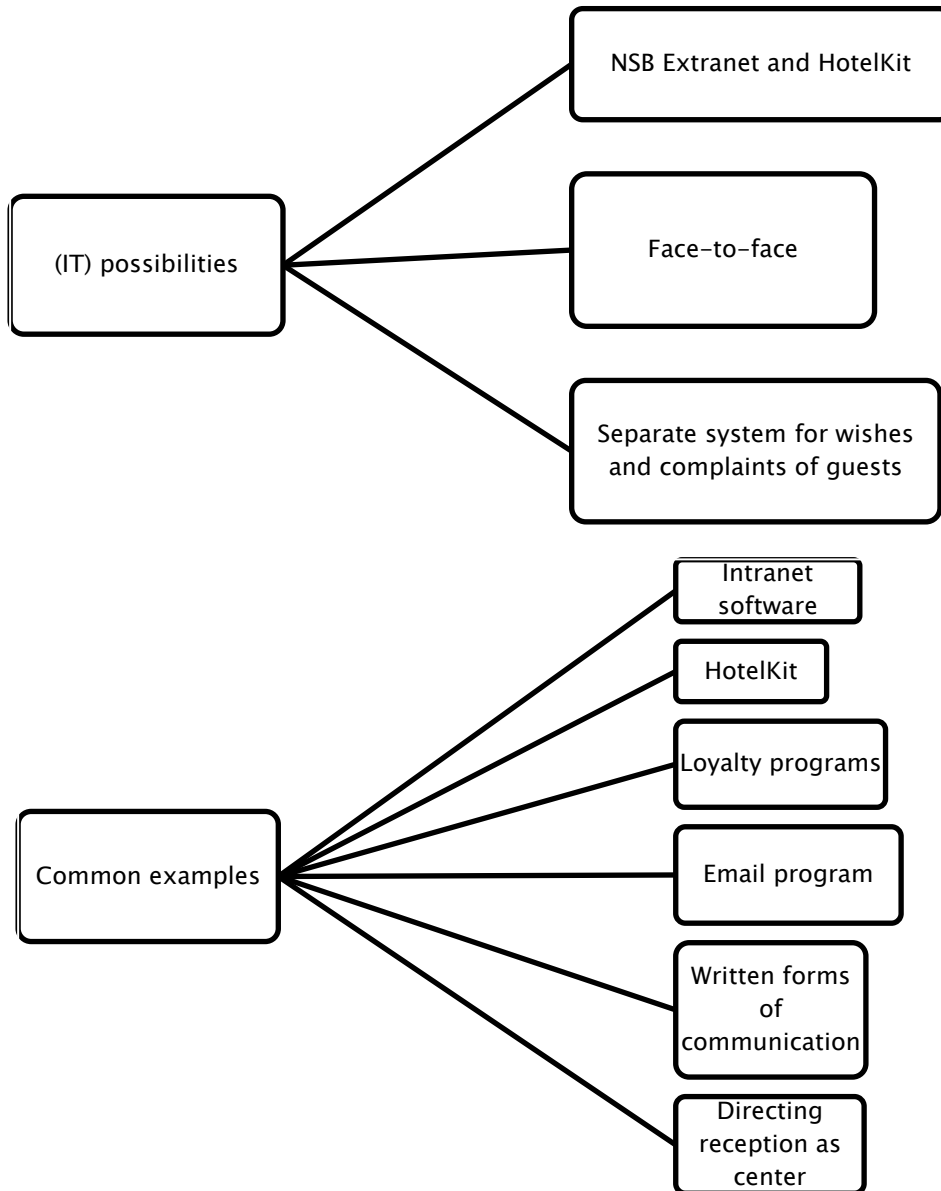 (IT) possibilities
NSB Extranet and HotelKit
Face-to-face
Separate system for wishes
and complaints of guests
Common examples
Intranet
software
HotelKit
Loyalty programs
Email program
Written forms
of
communication
Directing
reception as
center